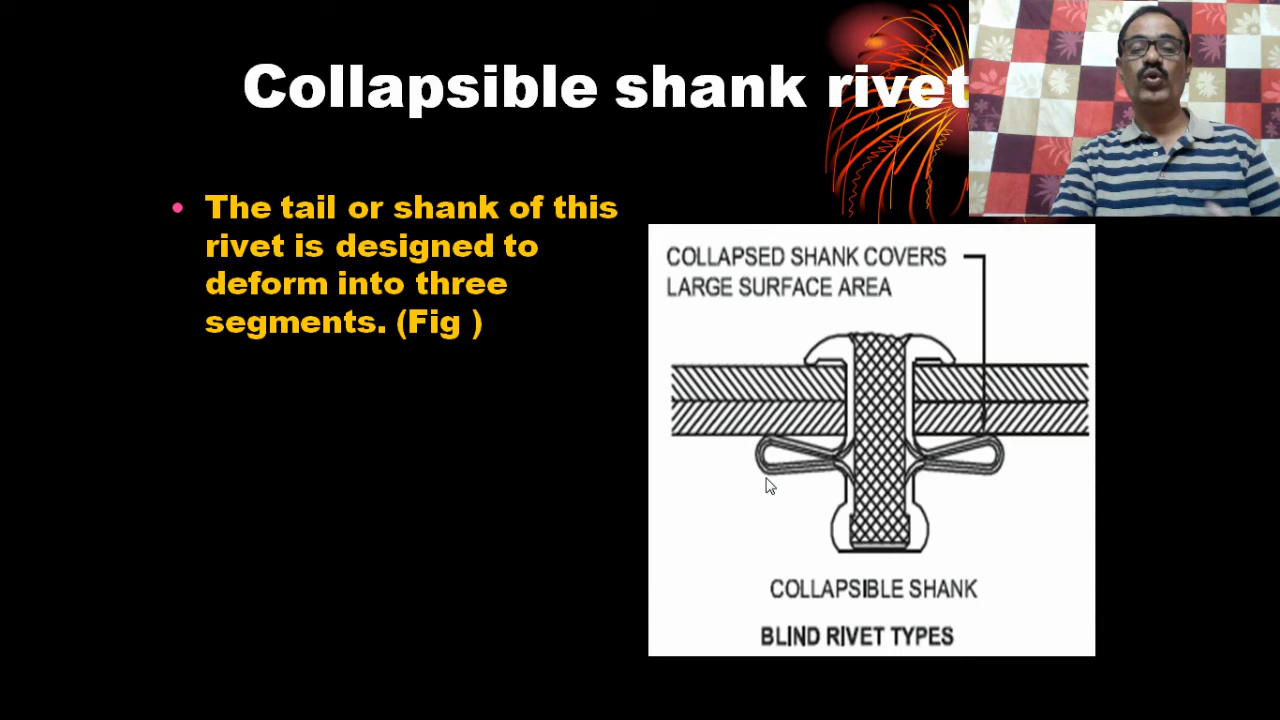 Collapsible shank rivet
• The tail or shank of this
rivet is designed to
deform into three
segments. (Fig )
COLLAPSED SHANK COVERS
LARGE SURFACE AREA
COLLAPSIBLE SHANK
BLIND RIVET TYPES